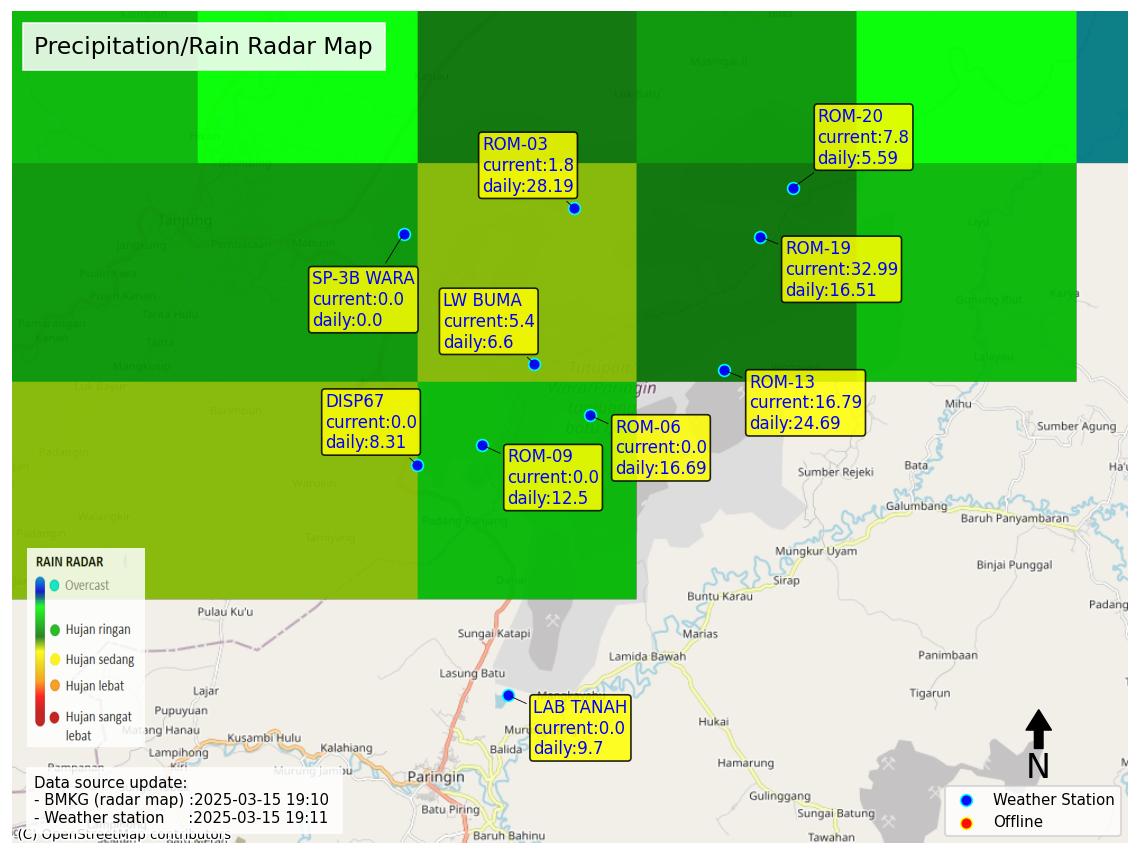 Precipitation/Rain Radar Map
ROM-20
current:7.8
daily:5.59
ROM-03
current:1.8
daily:28.19
ROM-19
current:32.99
daily:16.51
SP-3B WARA
current:0.0
daily:0.0
LW BUMA
current:5.4
daily:6.6
ROM-13
current:16.79
daily:24.69
DISP67
current:0.0
daily:8.31
ROM-06
current:0.0
daily:16.69
ROM-09
current:0.0
daily:12.5
LAB TANAH
current:0.0
daily:9.7
Tanjung
Mihu
Sumber Agung
Bata
Sumber Rejeki
Galumbang
Baruh Panyambaran
Mungkur Uyam
Binjai Punggal
Sirap
Buntu Karau
Padang
Pulau Ku'u
Sungai Katapi
Marias
Lamida Bawah
Panimbaan
Lasung Batu
Tigarun
Lajar
Pupuyuan
Matang Hanau
Hukai
Kusambi Hulu
Lampihong
Kalahiang
Balida
Murung Jambu
Hamarung
Paringin
Gulinggang
Batu Piring
Sungai Batung
Baruh Bahinu
Tawahan
RAIN RADAR
Overcast
Hujan ringan
Hujan sedang
Hujan lebat
Hujan sangat
lebat
Data source update:
- BMKG (radar map) :2025-03-15 19:10
- Weather station :2025-03-15 19:11
(C) OpenStreetMap contributors
N
Weather Station
Offline